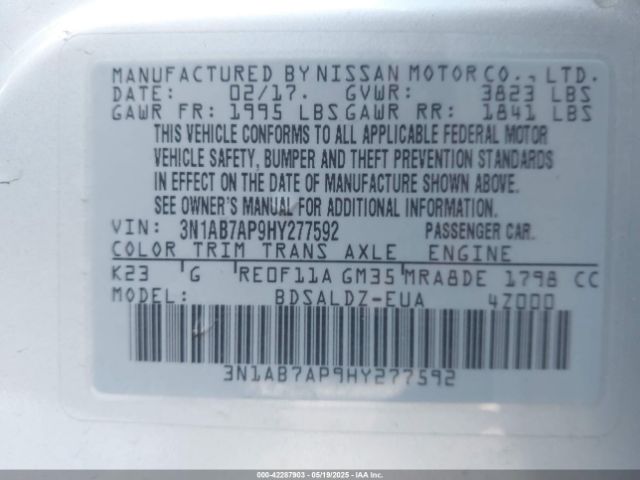 MANUFACTURED BY NISSAN MOTOR CO., LTD.
DATE: 02/17. GVWR: 3823 LBS
GAWR FR: 1995 LBS GAWR RR: 1841 LBS
THIS VEHICLE CONFORMS TO ALL APPLICABLE FEDERAL MOTOR
VEHICLE SAFETY, BUMPER AND THEFT PREVENTION STANDARDS
IN EFFECT ON THE DATE OF MANUFACTURE SHOWN ABOVE.
SEE OWNER'S MANUAL FOR ADDITIONAL INFORMATION.
VIN: 3N1AB7AP9HY277592 PASSENGER CAR.
COLOR TRIM TRANS AXLE ENGINE
K23 G RE0F11A GM35 MRA8DE 1798 CC
MODEL: BDSALDZ-EUA 4Z000
3N1AB7AP9HY277592
000-42287903 - 05/19/2025 - IAAI.COM